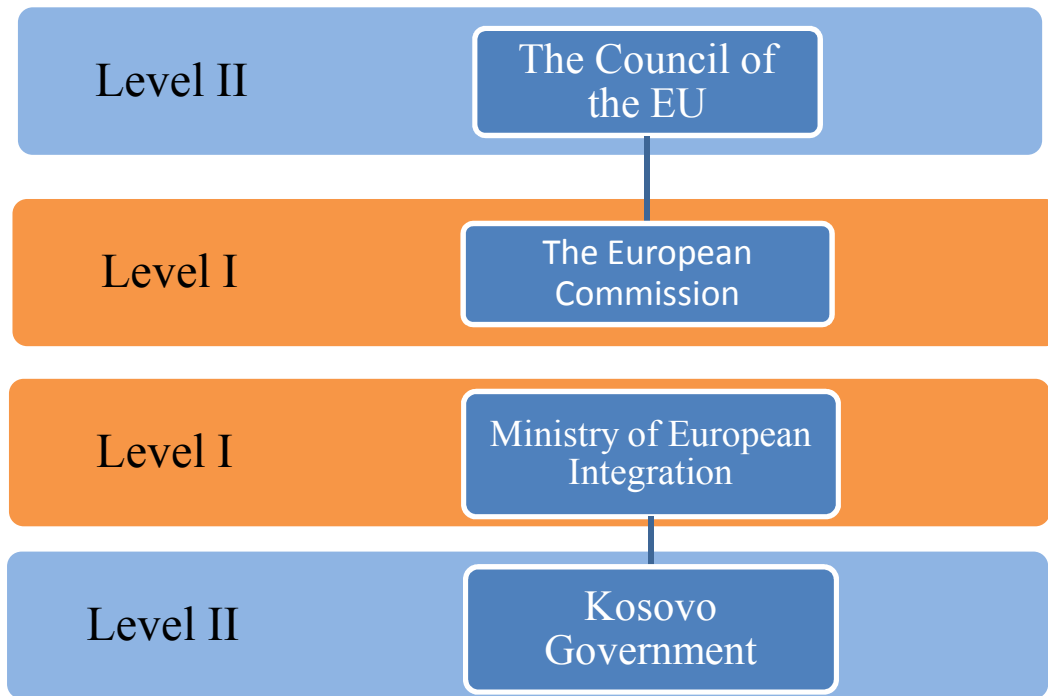 Level II
The Council of
the EU
Level I
The European
Commission
Level I
Ministry of European
Integration
Level II
Kosovo
Government